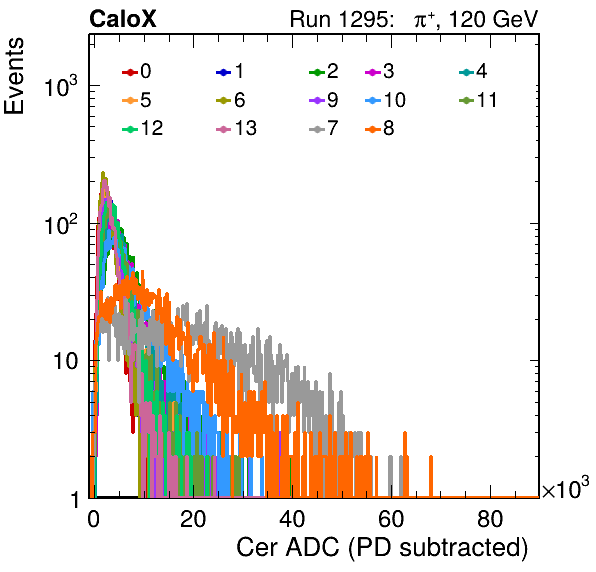 CaloX Run 1295: π⁺, 120 GeV
Events
0 1 2 3 4
5 6 9 10 11
12 13 7 8
10³
10²
10
1
0 20 40 60 80 ×10³
Cer ADC (PD subtracted)